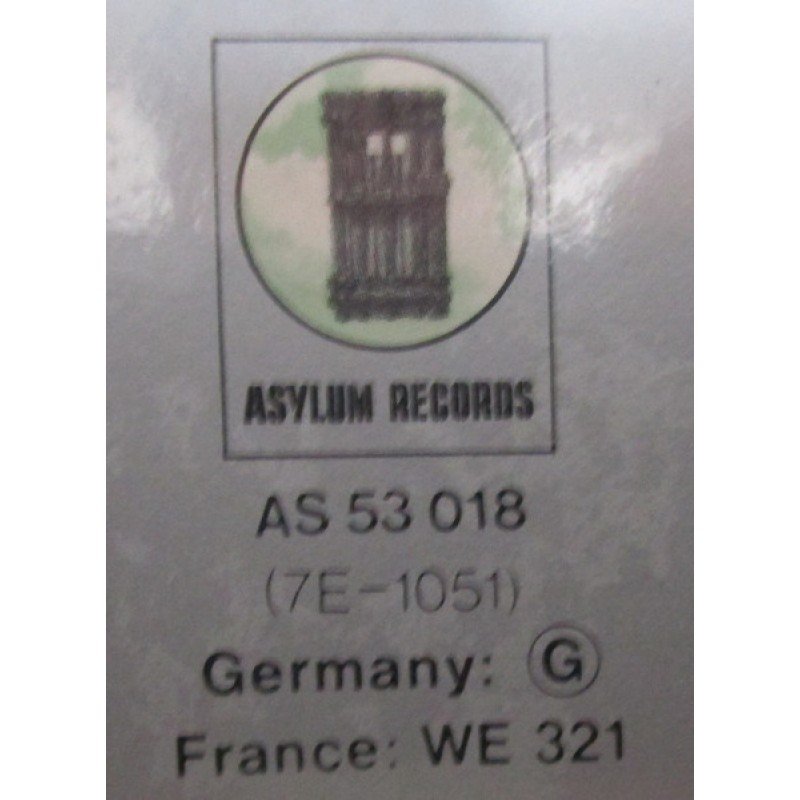 ASYLUM RECORDS
AS 53 018
(7E-1051)
Germany: Ⓖ
France: WE 321